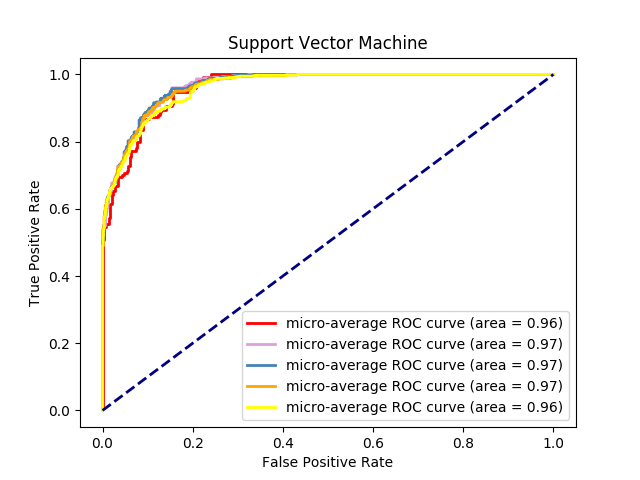 Support Vector Machine
True Positive Rate
1.0
0.8
0.6
0.4
0.2
0.0
micro-average ROC curve (area = 0.96)
micro-average ROC curve (area = 0.97)
micro-average ROC curve (area = 0.97)
micro-average ROC curve (area = 0.97)
micro-average ROC curve (area = 0.96)
0.0 0.2 0.4 0.6 0.8 1.0
False Positive Rate